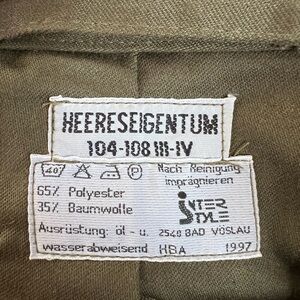 HEERESEIGENTUM
104-108 III-IV
40 A Nach Reinigung
imprägnieren
65% Polyester
35% Baumwolle
INTER
STYLE
Ausrüstung: öl - u.
2540 BAD VÖSLAU
wasserabweisend HBA 1997